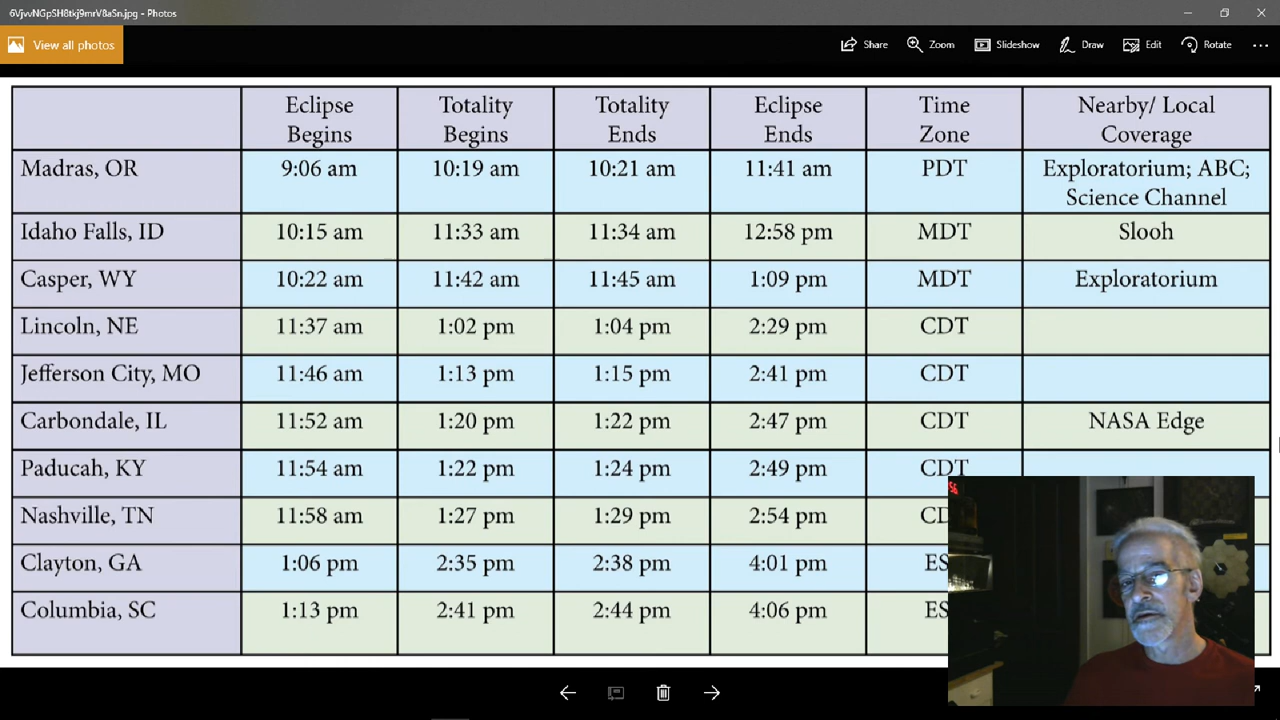 6VjvvNGpSH8tkj9mrV8aSn.jpg - Photos
View all photos
Share
Zoom
Slideshow
Draw
Edit
Rotate
Eclipse Begins
Totality Begins
Totality Ends
Eclipse Ends
Time Zone
Nearby/ Local Coverage
Madras, OR 9:06 am 10:19 am 10:21 am 11:41 am PDT Exploratorium; ABC;
Science Channel
Idaho Falls, ID 10:15 am 11:33 am 11:34 am 12:58 pm MDT Slooh
Casper, WY 10:22 am 11:42 am 11:45 am 1:09 pm MDT Exploratorium
Lincoln, NE 11:37 am 1:02 pm 1:04 pm 2:29 pm CDT
Jefferson City, MO 11:46 am 1:13 pm 1:15 pm 2:41 pm CDT
Carbondale, IL 11:52 am 1:20 pm 1:22 pm 2:47 pm CDT NASA Edge
Paducah, KY 11:54 am 1:22 pm 1:24 pm 2:49 pm CDT
Nashville, TN 11:58 am 1:27 pm 1:29 pm 2:54 pm CD
Clayton, GA 1:06 pm 2:35 pm 2:38 pm 4:01 pm ES
Columbia, SC 1:13 pm 2:41 pm 2:44 pm 4:06 pm ES
56